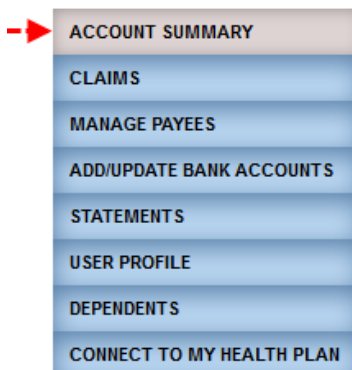 ACCOUNT SUMMARY
CLAIMS
MANAGE PAYEES
ADD/UPDATE BANK ACCOUNTS
STATEMENTS
USER PROFILE
DEPENDENTS
CONNECT TO MY HEALTH PLAN